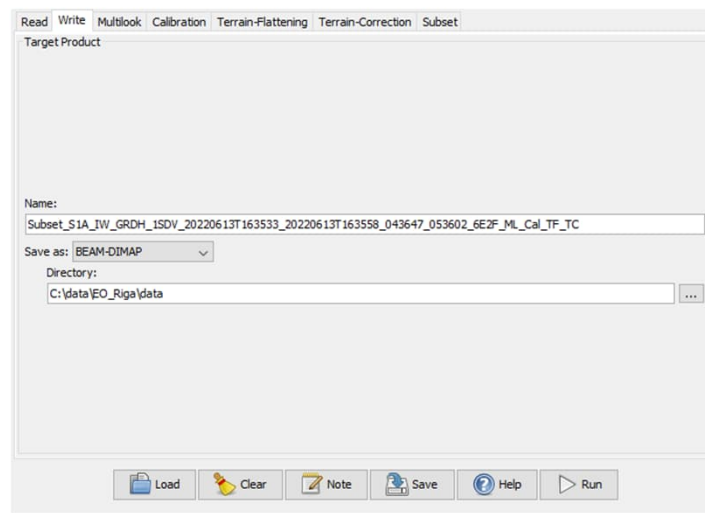 Read Write Multilook Calibration Terrain-Flattening Terrain-Correction Subset
Target Product
Name:
Subset_S1A_IW_GRDH_1SDV_20220613T163533_20220613T163558_043647_053602_6E2F_ML_Cal_TF_TC
Save as: BEAM-DIMAP
Directory:
C:\data\EO_Riga\data
...
Load Clear Note Save Help Run